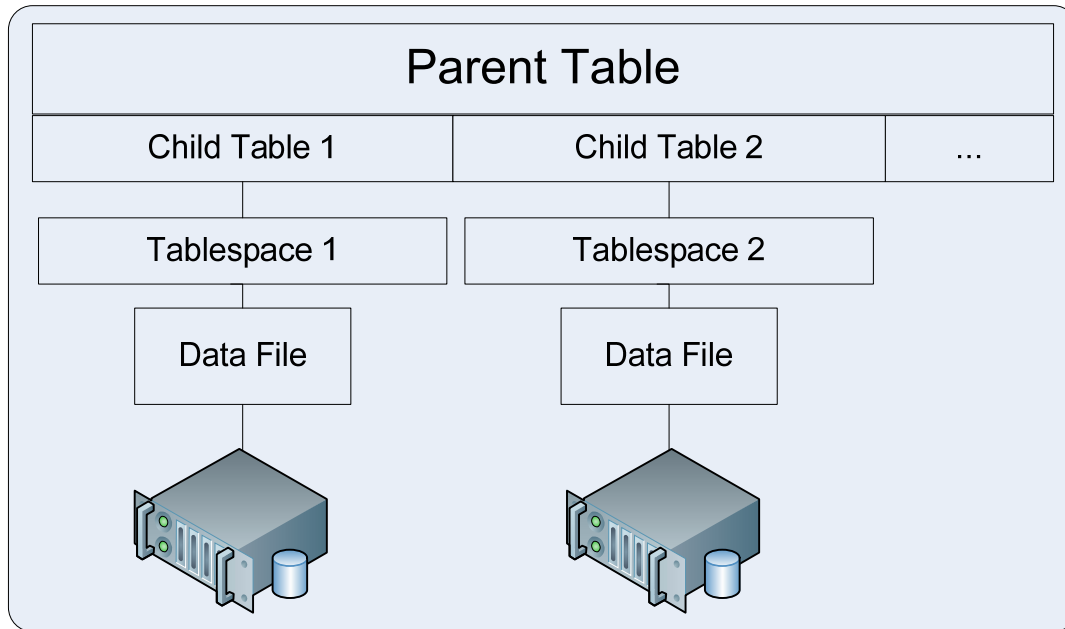 Parent Table
Child Table 1
Child Table 2
...
Tablespace 1
Tablespace 2
Data File
Data File